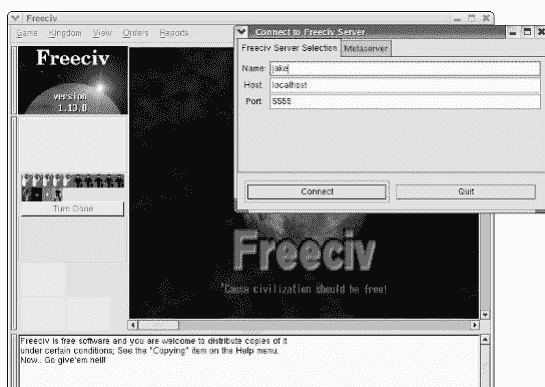 Freeciv
Game Kingdom View Orders Reports
Connect to Freeciv Server
Freeciv Server Selection Metaserver
Name: jake
Host: localhost
Port: 5555
Connect Quit
Freeciv
version
1.13.0
Turn Done
Freeciv
'Cause civilization should be free!
Freeciv is free software and you are welcome to distribute copies of it
under certain conditions; See the "Copying" item on the Help menu.
Now.. Go give'em hell!